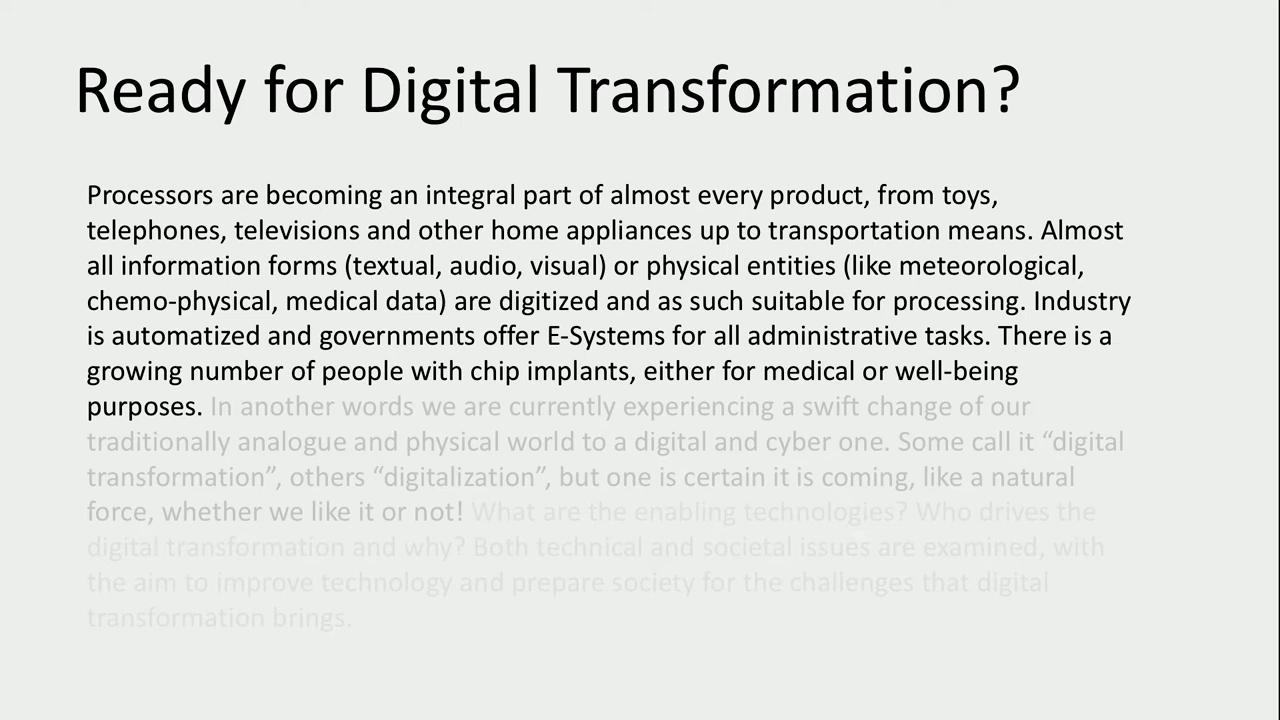 Ready for Digital Transformation?
Processors are becoming an integral part of almost every product, from toys,
telephones, televisions and other home appliances up to transportation means. Almost
all information forms (textual, audio, visual) or physical entities (like meteorological,
chemo-physical, medical data) are digitized and as such suitable for processing. Industry
is automatized and governments offer E-Systems for all administrative tasks. There is a
growing number of people with chip implants, either for medical or well-being
purposes. In another words we are currently experiencing a swift change of our
traditionally analogue and physical world to a digital and cyber one. Some call it “digital
transformation”, others “digitalization”, but one is certain it is coming, like a natural
force, whether we like it or not! What are the enabling technologies? Who drives the
digital transformation and why? Both technical and societal issues are examined, with
the aim to improve technology and prepare society for the challenges that digital
transformation brings.